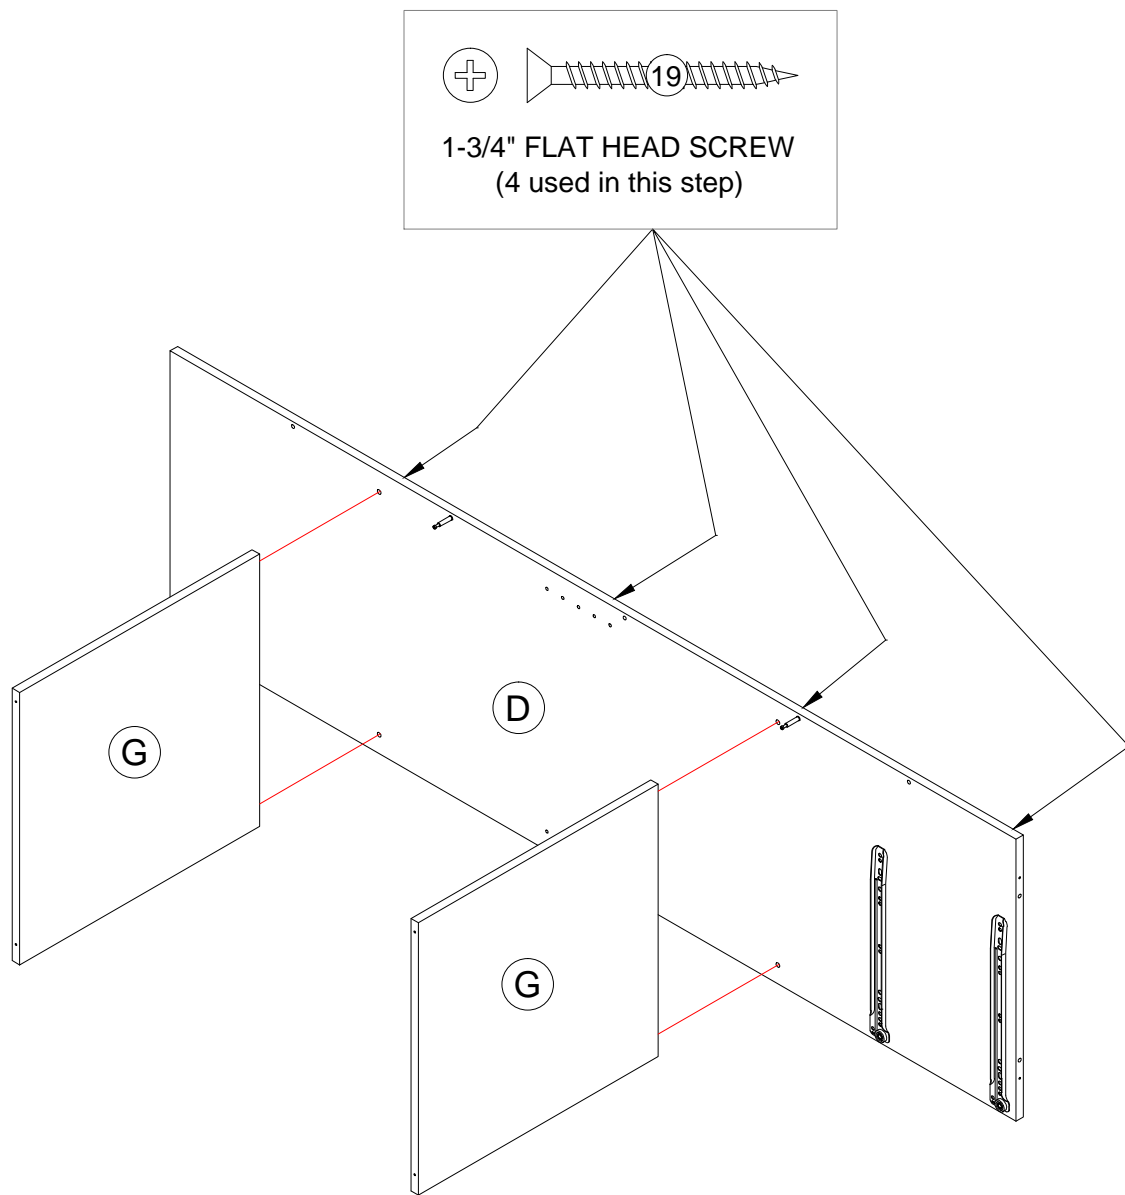 19
1-3/4" FLAT HEAD SCREW
(4 used in this step)
D
G
G